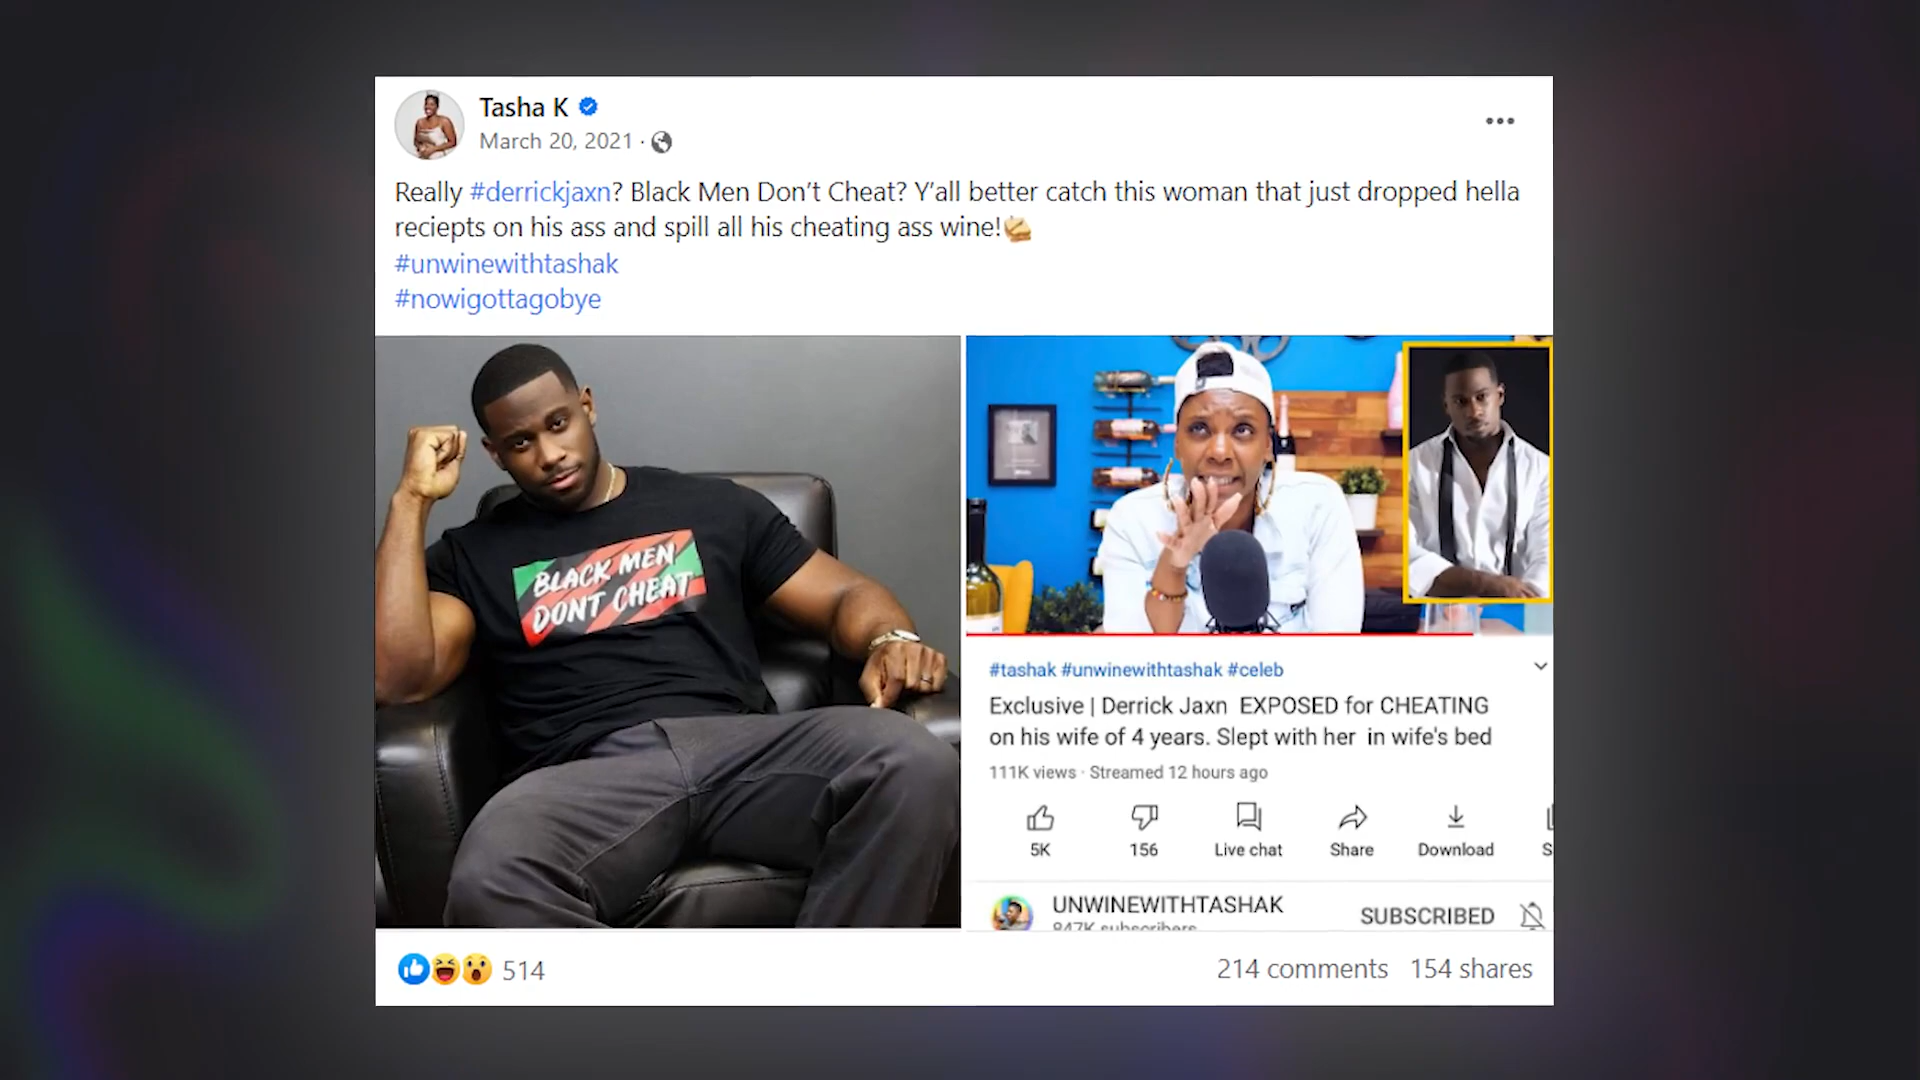 Tasha K
March 20, 2021 ·
Really #derrickjaxn? Black Men Don't Cheat? Y'all better catch this woman that just dropped hella
reciepts on his ass and spill all his cheating ass wine!
#unwinewithtashak
#nowigottagobye
BLACK MEN
DONT CHEAT
#tashak #unwinewithtashak #celeb
Exclusive | Derrick Jaxn EXPOSED for CHEATING
on his wife of 4 years. Slept with her in wife's bed
111K views · Streamed 12 hours ago
5K 156 Live chat Share Download S
UNWINEWITHTASHAK SUBSCRIBED
847K subscribers
514 214 comments 154 shares